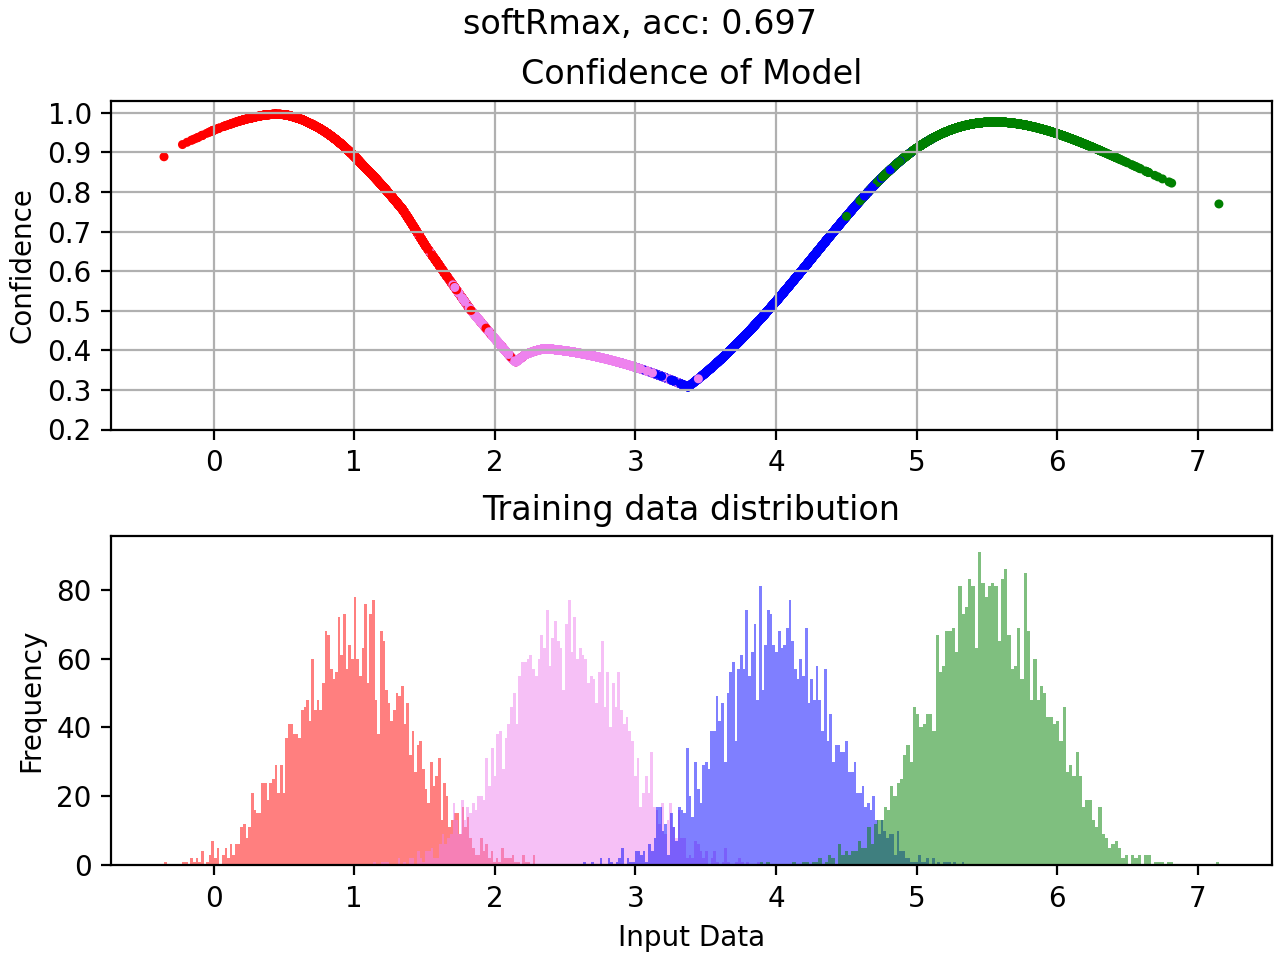 softRmax, acc: 0.697
Confidence of Model
Confidence
1.0
0.9
0.8
0.7
0.6
0.5
0.4
0.3
0.2
0 1 2 3 4 5 6 7
Training data distribution
Frequency
80
60
40
20
0
0 1 2 3 4 5 6 7
Input Data